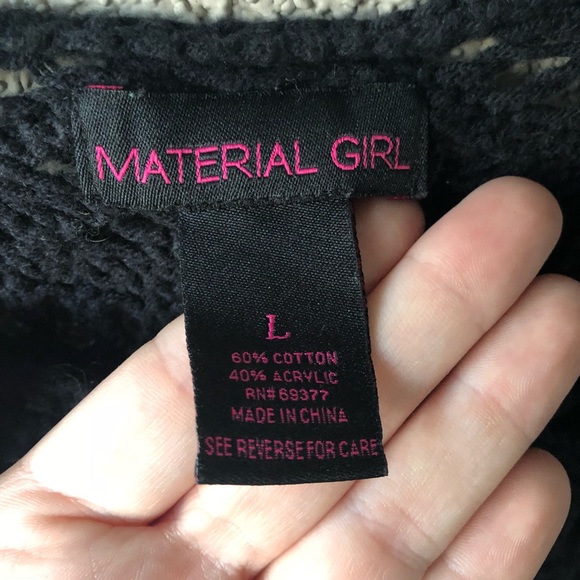 MATERIAL GIRL
L
60% COTTON
40% ACRYLIC
RN# 69377
MADE IN CHINA
SEE REVERSE FOR CARE